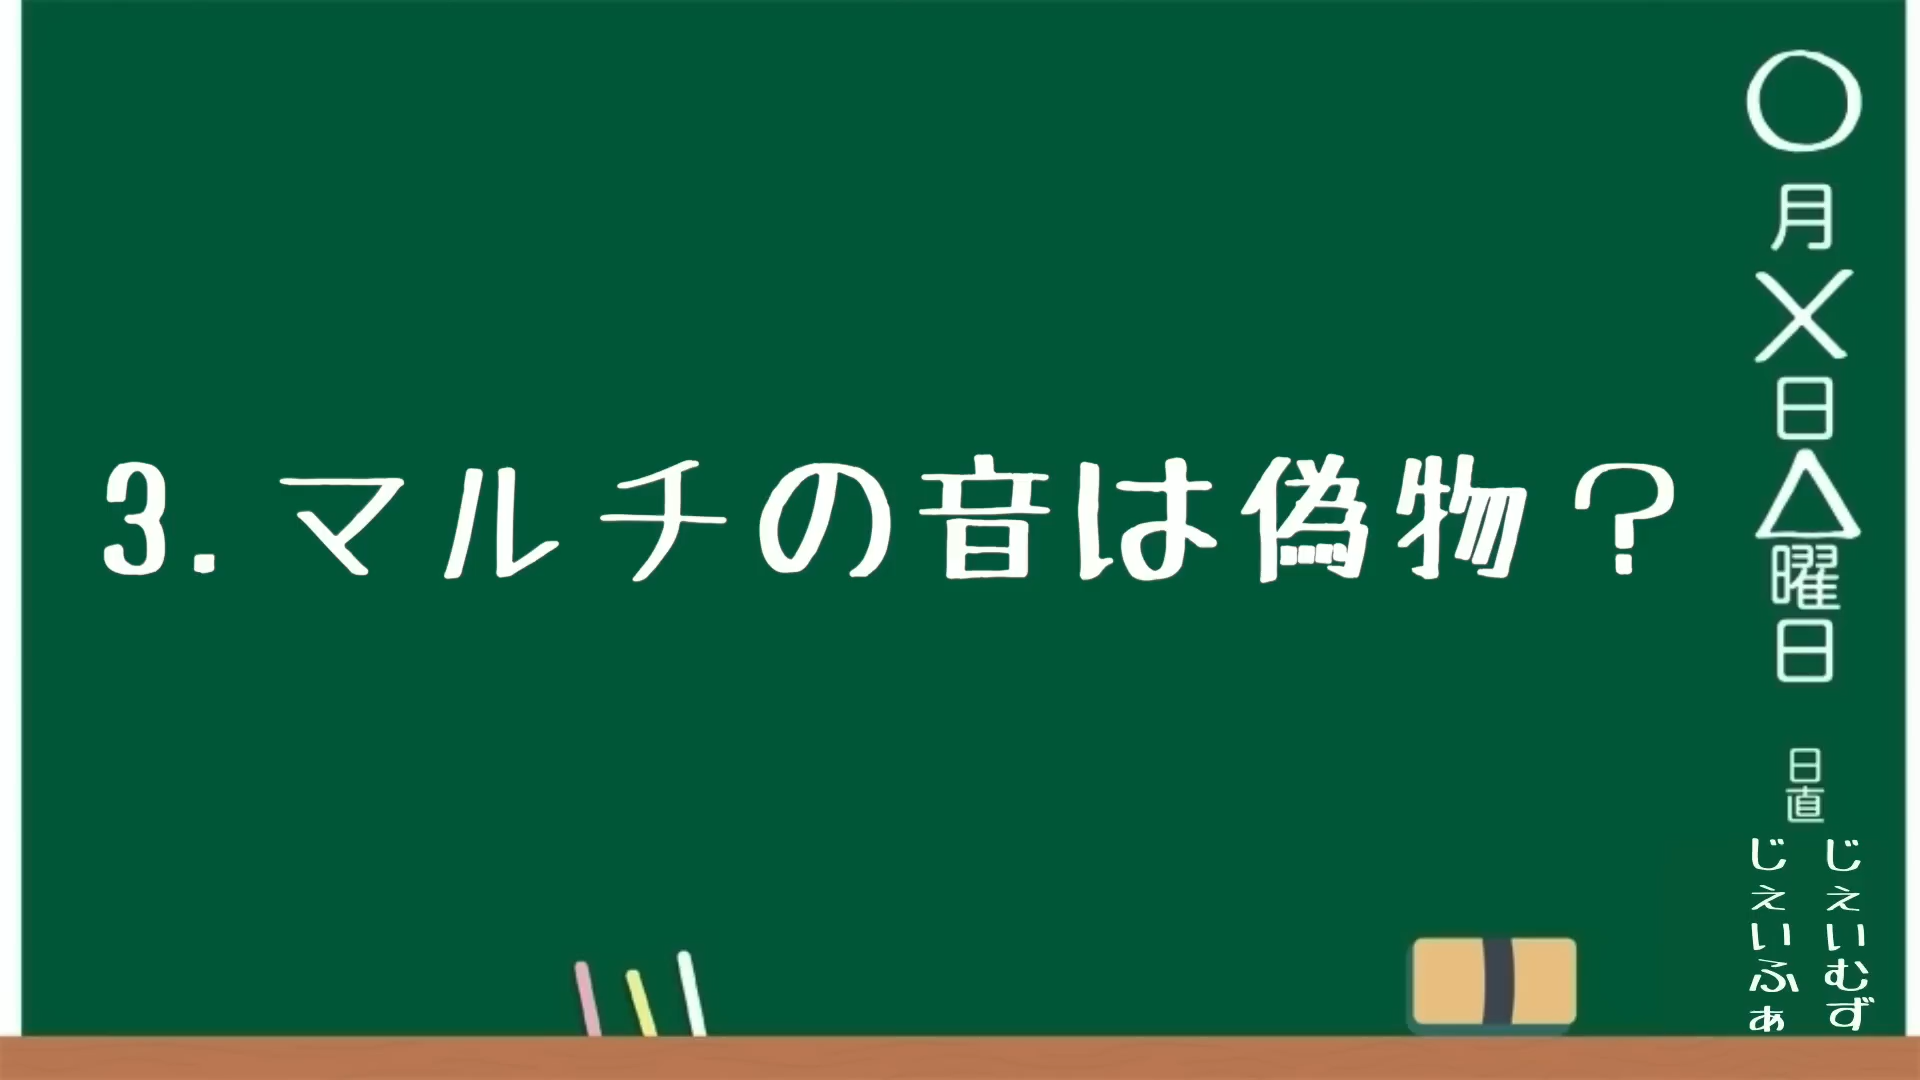 3.マルチの音は偽物？
〇月×日△曜日
日直
じぇいむず
じぇいふぁ